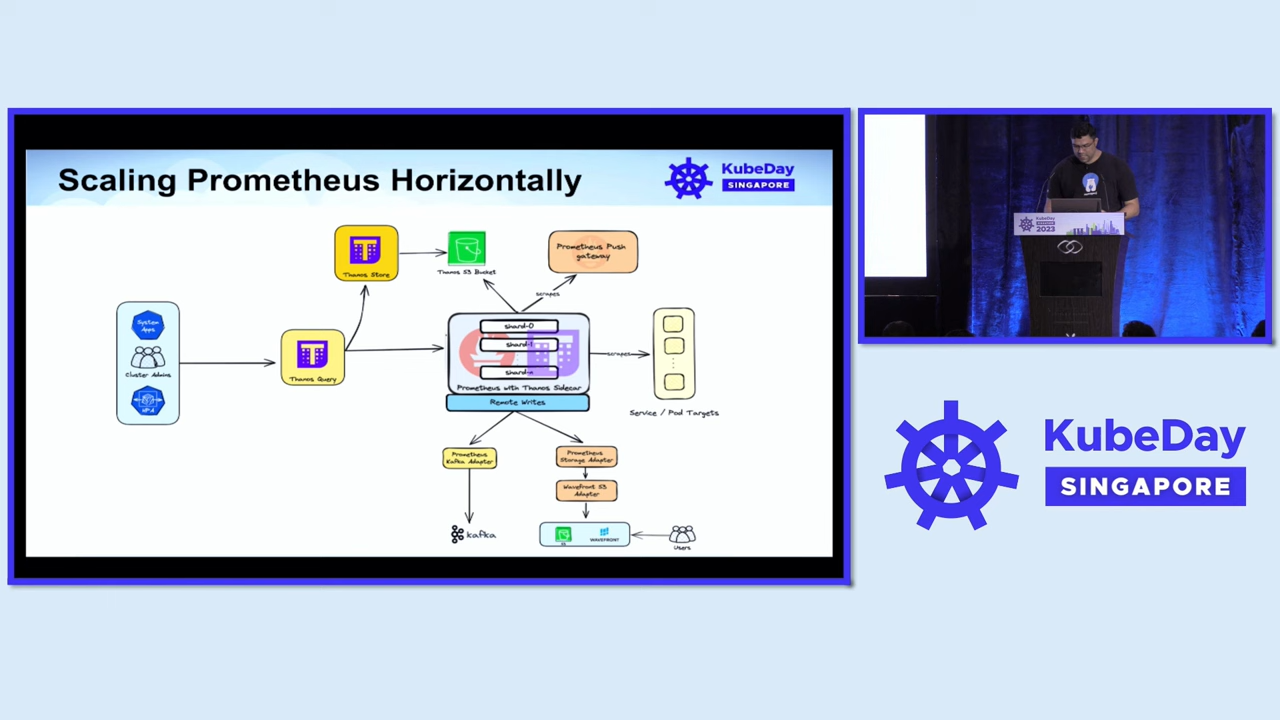 Scaling Prometheus Horizontally
KubeDay
SINGAPORE
Thanos Store
Thanos S3 Bucket
Prometheus Push
gateway
scrapes
System
Apps
Cluster Admins
HPA
Thanos Query
shard-0
shard-1
shard-n
Prometheus with Thanos Sidecar
Remote Writes
scrapes
Service / Pod Targets
Prometheus
Kafka Adapter
Prometheus
Storage Adapter
Wavefront S3
Adapter
kafka
S3
WAVEFRONT
Users
KubeDay
2023
KubeDay
SINGAPORE